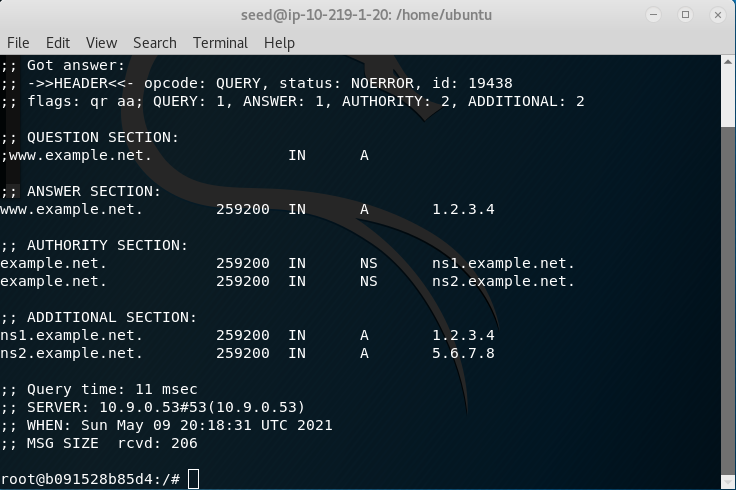 seed@ip-10-219-1-20: /home/ubuntu
File Edit View Search Terminal Help
;; Got answer:
;; ->>HEADER<<- opcode: QUERY, status: NOERROR, id: 19438
;; flags: qr aa; QUERY: 1, ANSWER: 1, AUTHORITY: 2, ADDITIONAL: 2
;; QUESTION SECTION:
;www.example.net. IN A
;; ANSWER SECTION:
www.example.net. 259200 IN A 1.2.3.4
;; AUTHORITY SECTION:
example.net. 259200 IN NS ns1.example.net.
example.net. 259200 IN NS ns2.example.net.
;; ADDITIONAL SECTION:
ns1.example.net. 259200 IN A 1.2.3.4
ns2.example.net. 259200 IN A 5.6.7.8
;; Query time: 11 msec
;; SERVER: 10.9.0.53#53(10.9.0.53)
;; WHEN: Sun May 09 20:18:31 UTC 2021
;; MSG SIZE  rcvd: 206
root@b091528b85d4:/#